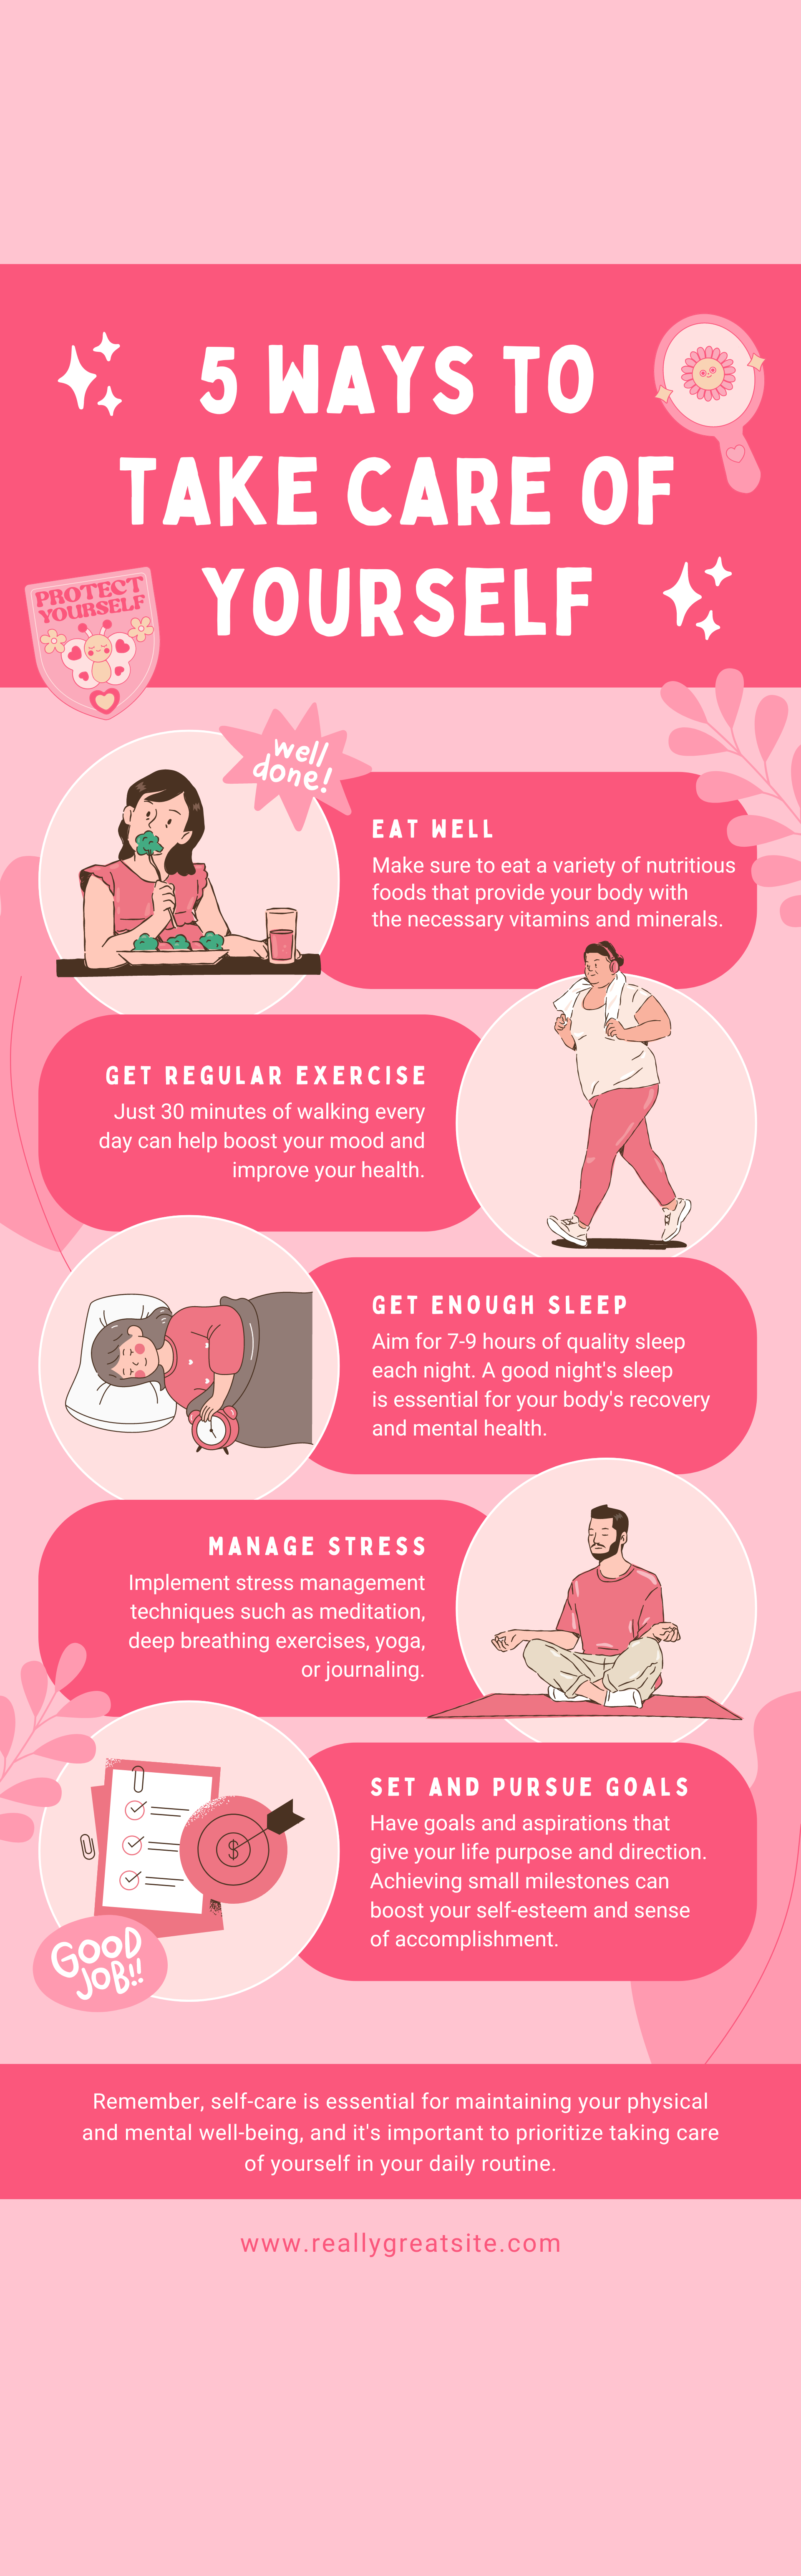 5 WAYS TO
TAKE CARE OF
YOURSELF
PROTECT
YOURSELF
well
done!
EAT WELL
Make sure to eat a variety of nutritious
foods that provide your body with
the necessary vitamins and minerals.
GET REGULAR EXERCISE
Just 30 minutes of walking every
day can help boost your mood and
improve your health.
GET ENOUGH SLEEP
Aim for 7-9 hours of quality sleep
each night. A good night's sleep
is essential for your body's recovery
and mental health.
MANAGE STRESS
Implement stress management
techniques such as meditation,
deep breathing exercises, yoga,
or journaling.
$
SET AND PURSUE GOALS
Have goals and aspirations that
give your life purpose and direction.
Achieving small milestones can
boost your self-esteem and sense
of accomplishment.
GOOD
JOB!!
Remember, self-care is essential for maintaining your physical
and mental well-being, and it's important to prioritize taking care
of yourself in your daily routine.
www.reallygreatsite.com